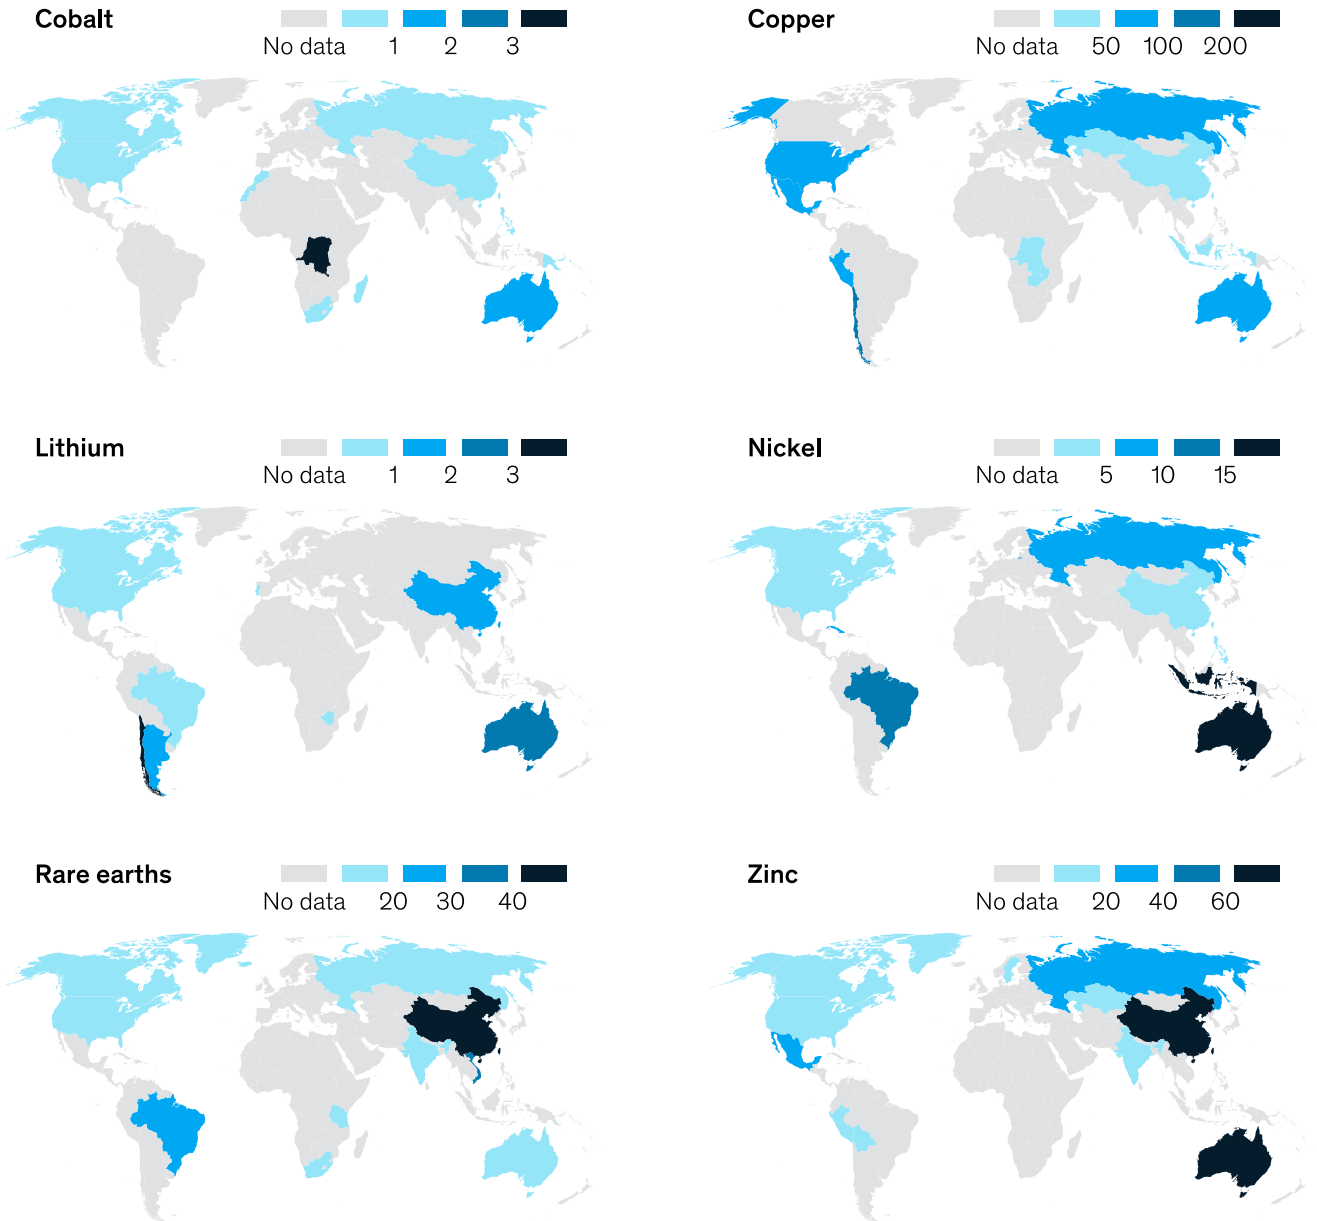 Cobalt
No data 1 2 3
Copper
No data 50 100 200
Lithium
No data 1 2 3
Nickel
No data 5 10 15
Rare earths
No data 20 30 40
Zinc
No data 20 40 60